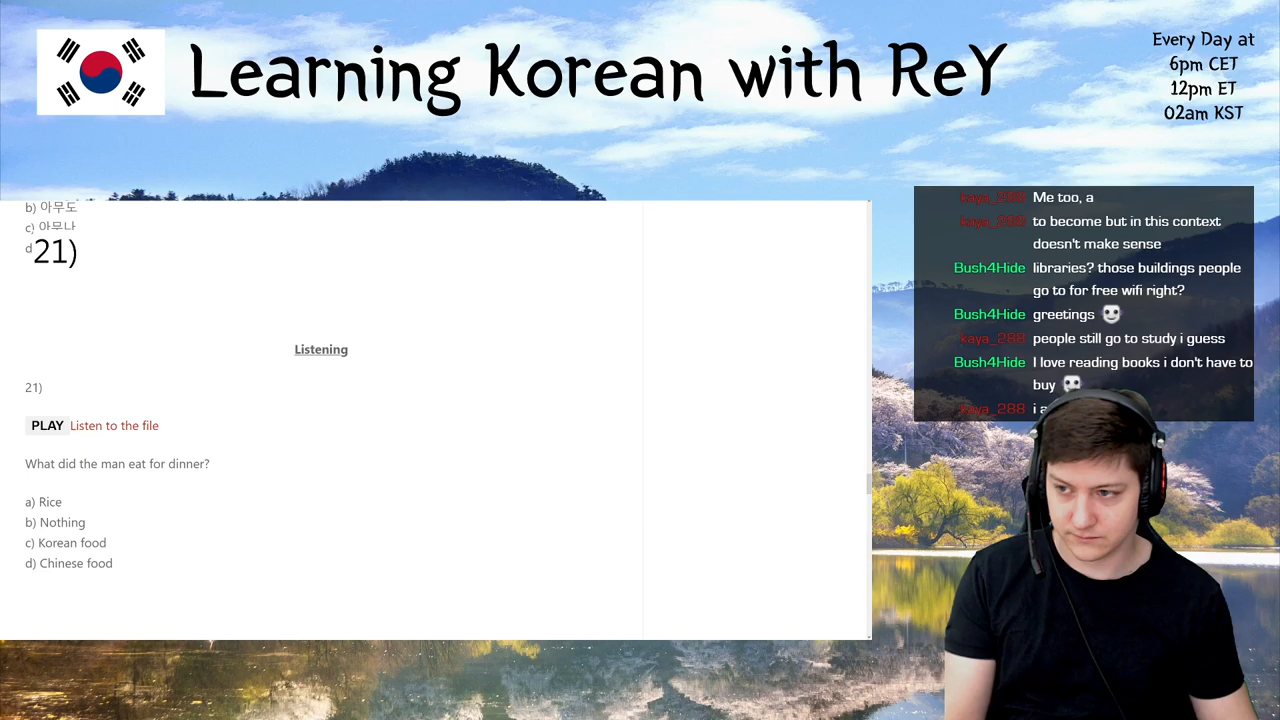 Learning Korean with ReY
Every Day at
6pm CET
12pm ET
02am KST
b) 아무도
c) 아무나
d
21)
Listening
21)
PLAY Listen to the file
What did the man eat for dinner?
a) Rice
b) Nothing
c) Korean food
d) Chinese food
kaya_288 Me too, a
kaya_288 to become but in this context
doesn't make sense
Bush4Hide libraries? those buildings people
go to for free wifi right?
Bush4Hide greetings
kaya_288 people still go to study i guess
Bush4Hide I love reading books i don't have to
buy
kaya_288 i